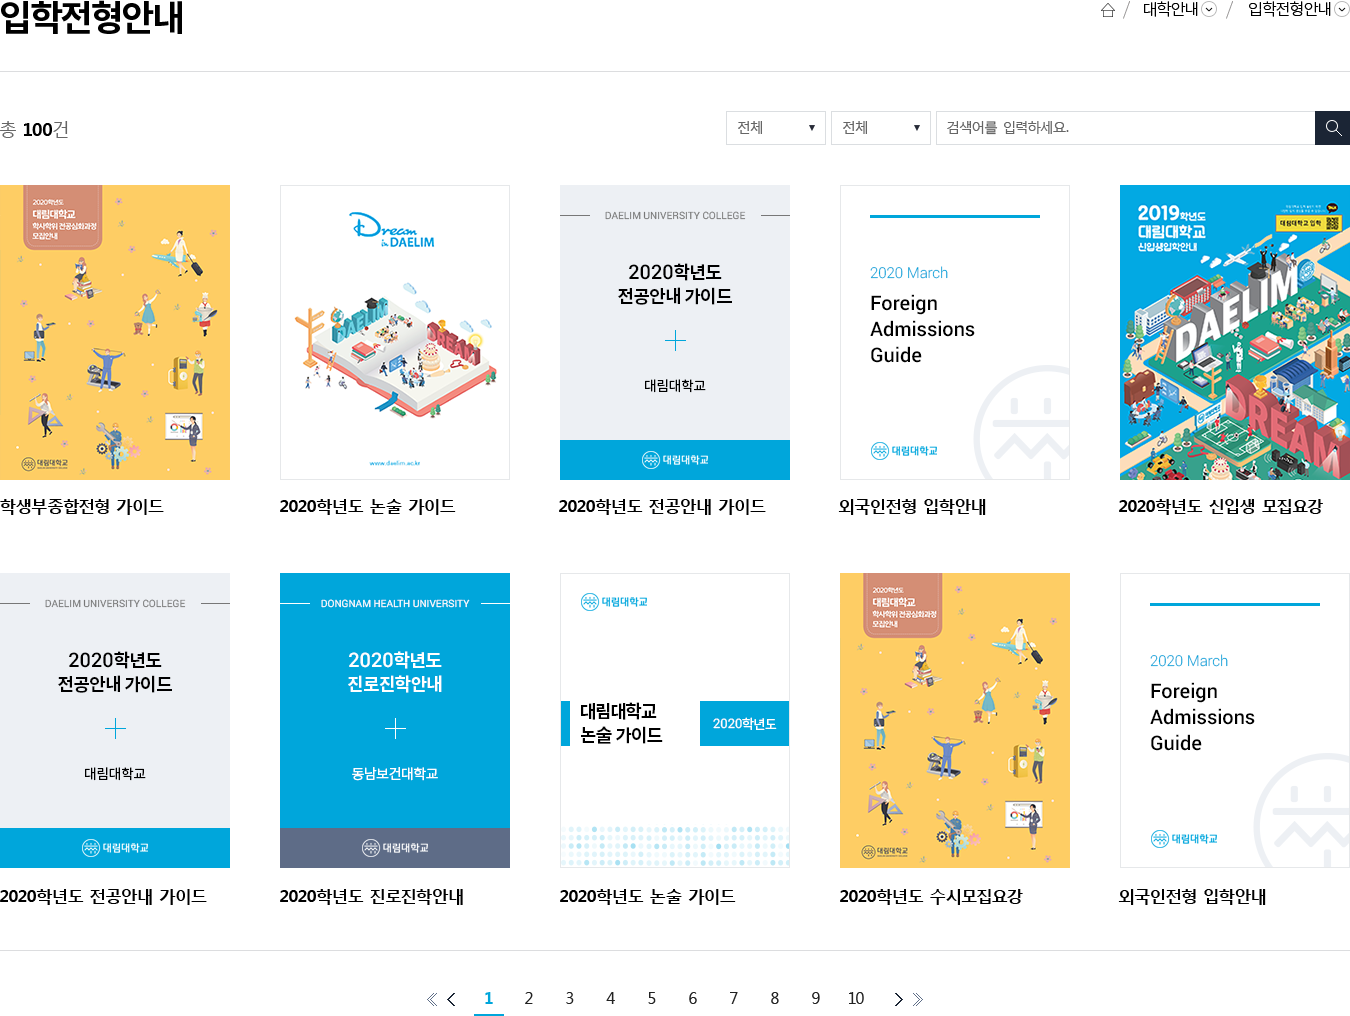 입학전형안내
대학안내
입학전형안내
총 100건
전체
전체
검색어를 입력하세요.
2020학년도
대림대학교
학사학위 전공심화과정
모집안내
대림대학교
학생부종합전형 가이드
Dream
in DAELIM
DAELIM
DREAM
www.daelim.ac.kr
2020학년도 논술 가이드
DAELIM UNIVERSITY COLLEGE
2020학년도
전공안내 가이드
대림대학교
대림대학교
2020학년도 전공안내 가이드
2020 March
Foreign
Admissions
Guide
대림대학교
외국인전형 입학안내
2019학년도
대림대학교
신입생입학안내
대림대학교 입학
DAELIM
DREAM
2020학년도 신입생 모집요강
DAELIM UNIVERSITY COLLEGE
2020학년도
전공안내 가이드
대림대학교
대림대학교
2020학년도 전공안내 가이드
DONGNAM HEALTH UNIVERSITY
2020학년도
진로진학안내
동남보건대학교
대림대학교
2020학년도 진로진학안내
대림대학교
대림대학교
논술 가이드
2020학년도
2020학년도 논술 가이드
2020학년도
대림대학교
학사학위 전공심화과정
모집안내
대림대학교
2020학년도 수시모집요강
2020 March
Foreign
Admissions
Guide
대림대학교
외국인전형 입학안내
1 2 3 4 5 6 7 8 9 10